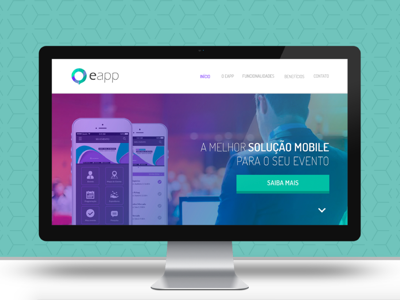 eapp
INÍCIO O EAPP FUNCIONALIDADES BENEFÍCIOS CONTATO
A MELHOR SOLUÇÃO MOBILE
PARA O SEU EVENTO
SAIBA MAIS